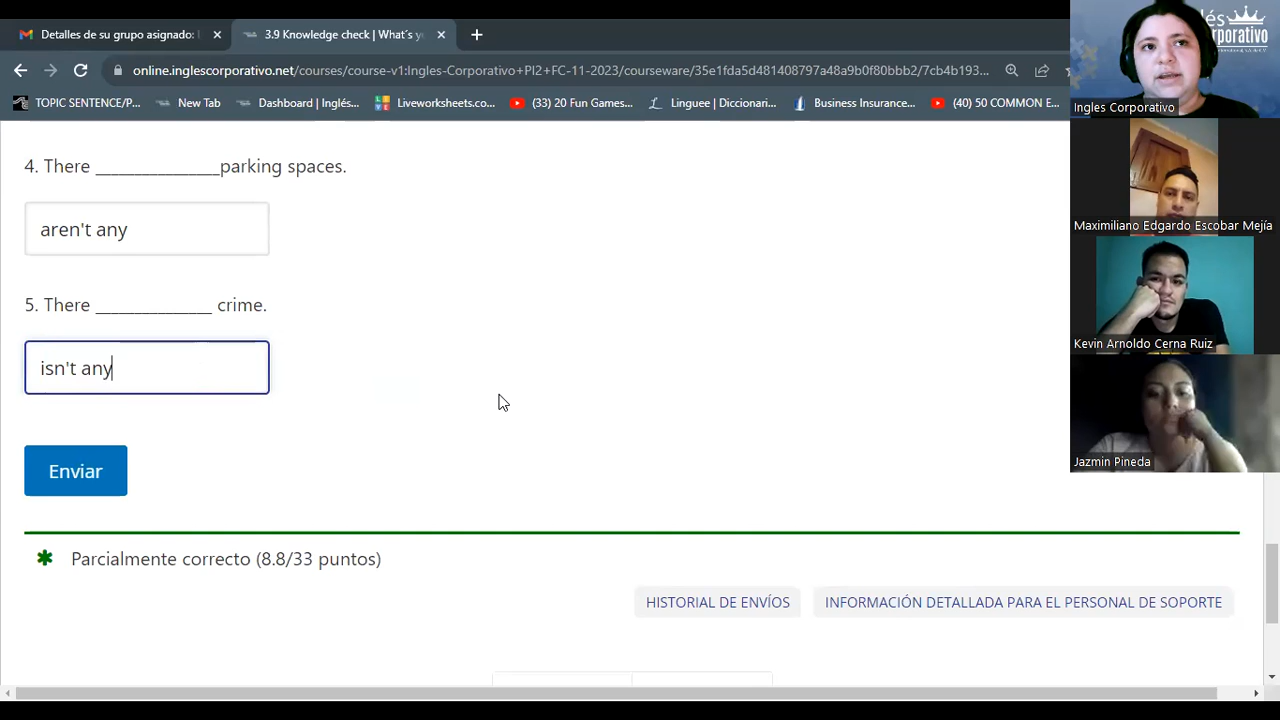 Detalles de su grupo asignado: I
3.9 Knowledge check | What´s y
online.inglescorporativo.net/courses/course-v1:Ingles-Corporativo+PI2+FC-11-2023/courseware/35e1fda5d481408797a48a9b0f80bbb2/7cb4b193...
TOPIC SENTENCE/P...
New Tab
Dashboard | Inglés...
Liveworksheets.co...
(33) 20 Fun Games...
Linguee | Diccionari...
Business Insurance...
(40) 50 COMMON E...
4. There ________________parking spaces.
aren't any
5. There _______________ crime.
isn't any
Enviar
Parcialmente correcto (8.8/33 puntos)
HISTORIAL DE ENVÍOS
INFORMACIÓN DETALLADA PARA EL PERSONAL DE SOPORTE
Ingles Corporativo
Maximiliano Edgardo Escobar Mejía
Kevin Arnoldo Cerna Ruiz
Jazmin Pineda